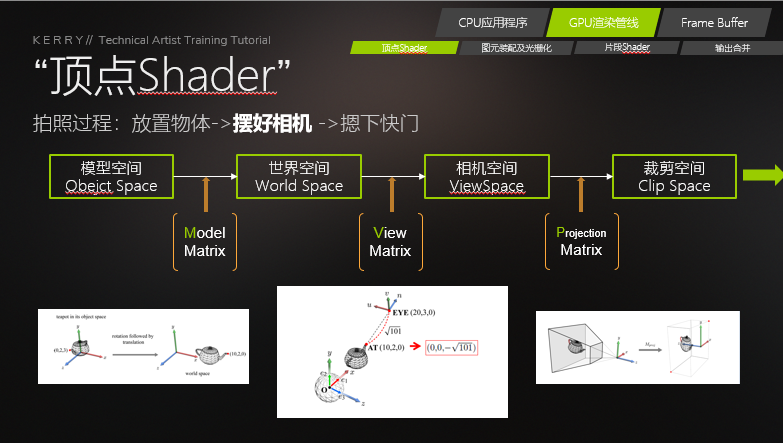 CPU应用程序
GPU渲染管线
Frame Buffer
顶点Shader
图元装配及光栅化
片段Shader
输出合并
KERRY// Technical Artist Training Tutorial
“顶点Shader”
拍照过程：放置物体->摆好相机 ->摁下快门
模型空间
Obejct Space
世界空间
World Space
相机空间
ViewSpace
裁剪空间
Clip Space
Model
Matrix
View
Matrix
Projection
Matrix
teapot in its object space
(0,2,3)
rotation followed by
translation
(10,2,0)
world space
v
n
u
EYE (20,3,0)
√101
AT (10,2,0)
(0,0,−√101)
y
x
z
O
e₂
e₁
e₃